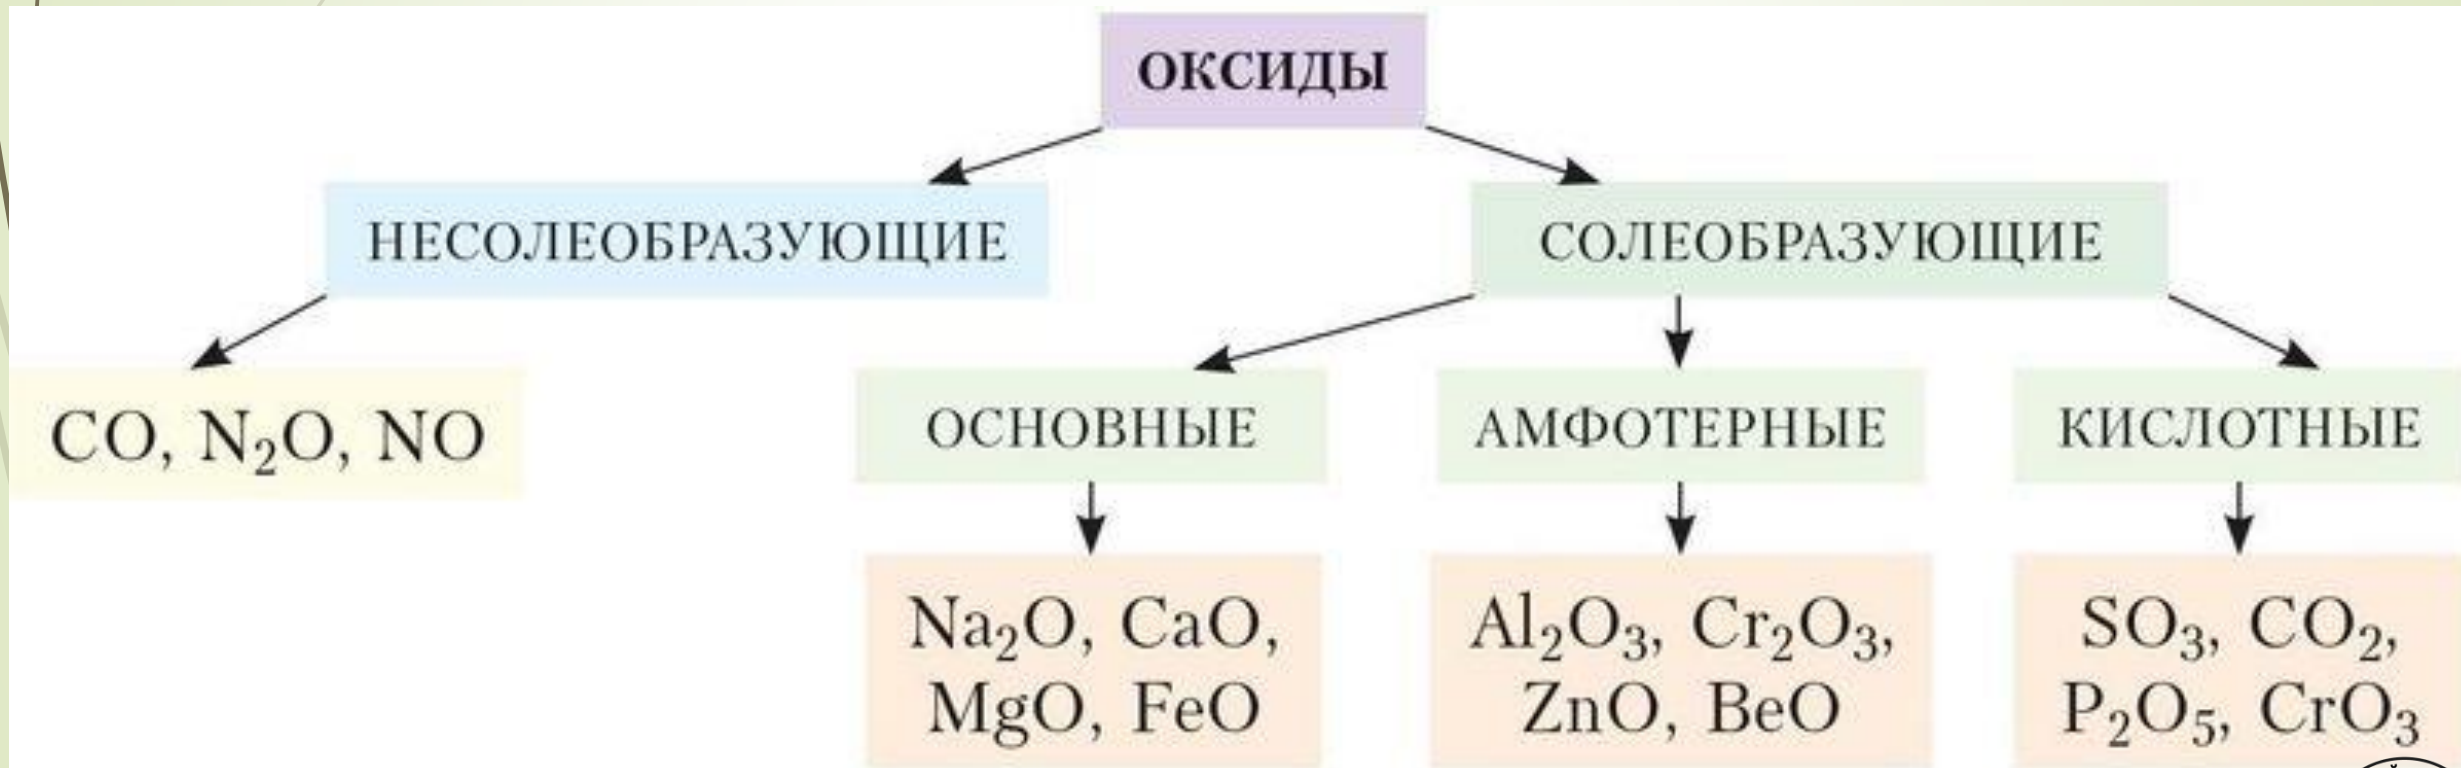 ОКСИДЫ
НЕСОЛЕОБРАЗУЮЩИЕ
СОЛЕОБРАЗУЮЩИЕ
CO, N₂O, NO
ОСНОВНЫЕ
АМФОТЕРНЫЕ
КИСЛОТНЫЕ
Na₂O, CaO,
MgO, FeO
Al₂O₃, Cr₂O₃,
ZnO, BeO
SO₃, CO₂,
P₂O₅, CrO₃